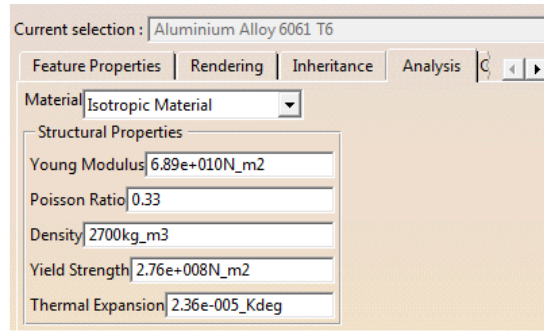 Current selection : Aluminium Alloy 6061 T6
Feature Properties Rendering Inheritance Analysis
Material Isotropic Material
Structural Properties
Young Modulus 6.89e+010N_m2
Poisson Ratio 0.33
Density 2700kg_m3
Yield Strength 2.76e+008N_m2
Thermal Expansion 2.36e-005_Kdeg